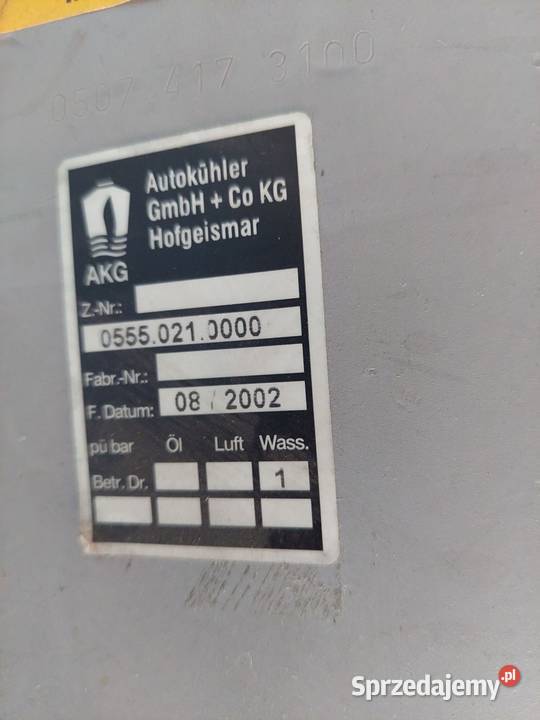 0507 417 3100
Autokühler
GmbH + Co KG
Hofgeismar
AKG
Z.-Nr.:
0555.021.0000
Fabr.-Nr.:
F. Datum: 08 / 2002
pü bar Öl Luft Wass.
Betr. Dr. 1
Sprzedajemy.pl